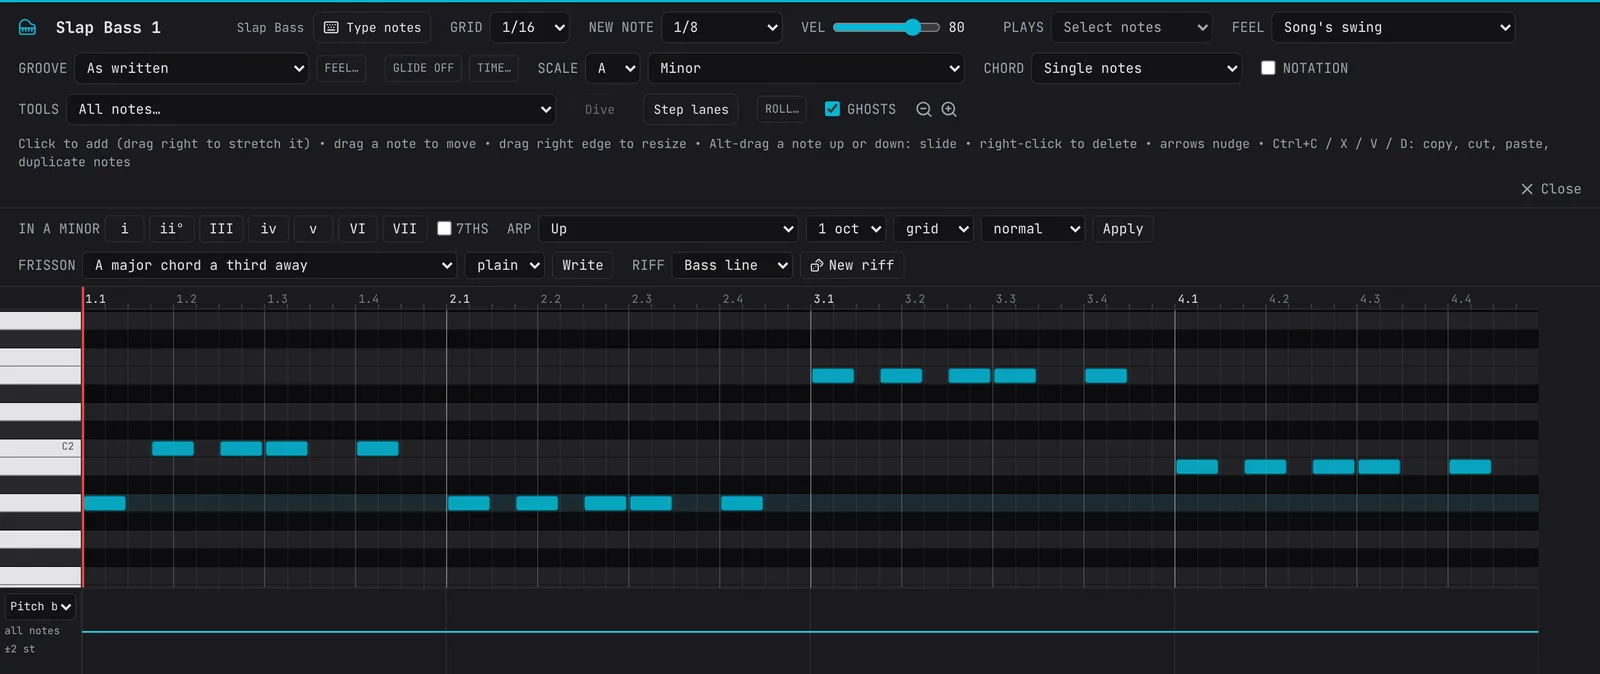 Slap Bass 1 Slap Bass Type notes GRID 1/16 NEW NOTE 1/8 VEL 80 PLAYS Select notes FEEL Song's swing
GROOVE As written FEEL… GLIDE OFF TIME… SCALE A Minor CHORD Single notes NOTATION
TOOLS All notes… Dive Step lanes ROLL… GHOSTS
Click to add (drag right to stretch it) • drag a note to move • drag right edge to resize • Alt-drag a note up or down: slide • right-click to delete • arrows nudge • Ctrl+C / X / V / D: copy, cut, paste,
duplicate notes
Close
IN A MINOR i ii° III iv v VI VII 7THS ARP Up 1 oct grid normal Apply
FRISSON A major chord a third away plain Write RIFF Bass line New riff
1.1 1.2 1.3 1.4 2.1 2.2 2.3 2.4 3.1 3.2 3.3 3.4 4.1 4.2 4.3 4.4
C2
Pitch b
all notes
±2 st